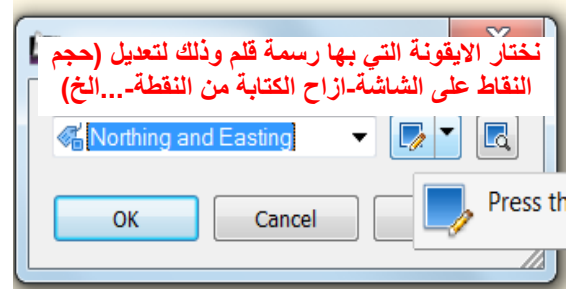 نختار الايقونة التي بها رسمة قلم وذلك لتعديل (حجم
النقاط على الشاشة-ازاح الكتابة من النقطة-...الخ)
Northing and Easting
OK
Cancel
Press th